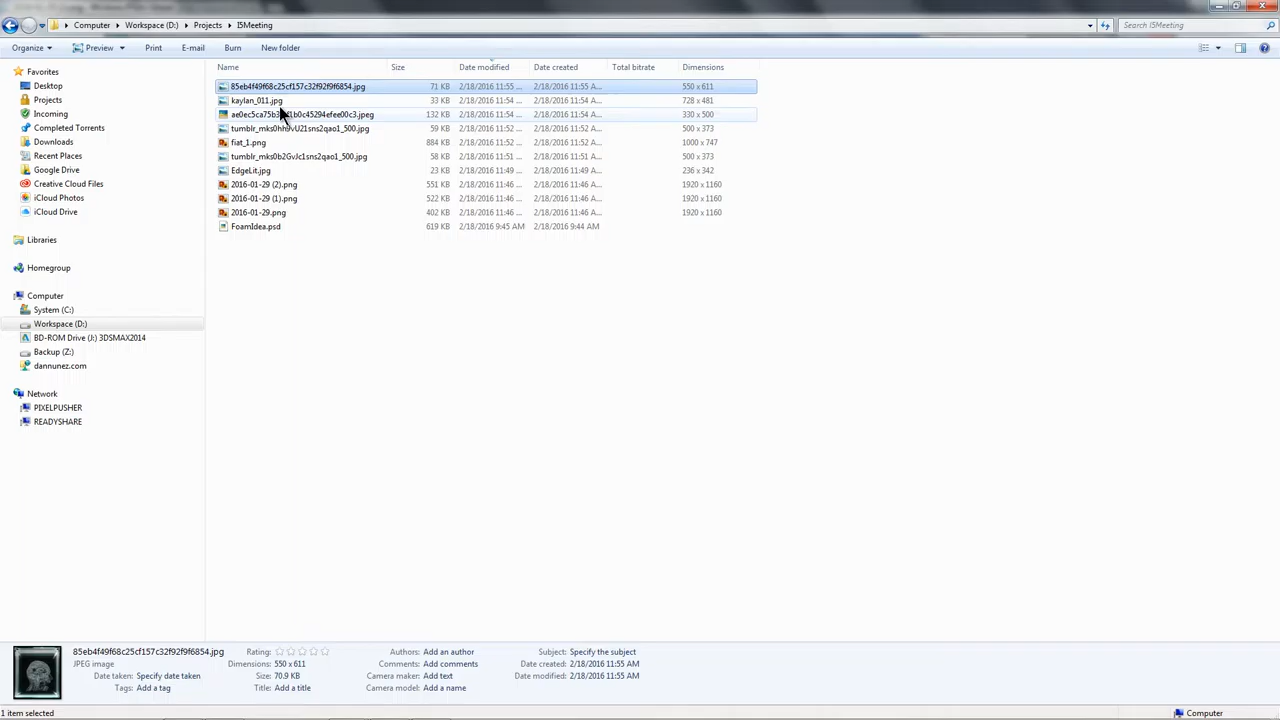 Computer Workspace (D:) Projects I5Meeting Search I5Meeting
Organize Preview Print E-mail Burn New folder
Name Size Date modified Date created Total bitrate Dimensions
Favorites
Desktop
Projects
Incoming
Completed Torrents
Downloads
Recent Places
Google Drive
Creative Cloud Files
iCloud Photos
iCloud Drive
Libraries
Homegroup
Computer
System (C:)
Workspace (D:)
BD-ROM Drive (J:) 3DSMAX2014
Backup (Z:)
dannunez.com
Network
PIXELPUSHER
READYSHARE
85eb4f49f68c25cf157c32f92f9f6854.jpg 71 KB 2/18/2016 11:55 ... 2/18/2016 11:55 A... 550 x 611
kaylan_011.jpg 33 KB 2/18/2016 11:54 ... 2/18/2016 11:54 A... 728 x 481
132 KB 2/18/2016 11:54 ... 2/18/2016 11:54 A... 330 x 500
59 KB 2/18/2016 11:52 ... 2/18/2016 11:52 A... 500 x 373
fiat_1.png 884 KB 2/18/2016 11:52 ... 2/18/2016 11:52 A... 1000 x 747
tumblr_mks0b2GvJc1sns2qao1_500.jpg 58 KB 2/18/2016 11:51 ... 2/18/2016 11:51 A... 500 x 373
EdgeLit.jpg 23 KB 2/18/2016 11:49 ... 2/18/2016 11:49 A... 236 x 342
2016-01-29 (2).png 551 KB 2/18/2016 11:46 ... 2/18/2016 11:46 A... 1920 x 1160
2016-01-29 (1).png 522 KB 2/18/2016 11:46 ... 2/18/2016 11:46 A... 1920 x 1160
2016-01-29.png 402 KB 2/18/2016 11:46 ... 2/18/2016 11:46 A... 1920 x 1160
FoamIdea.psd 619 KB 2/18/2016 9:45 AM 2/18/2016 9:44 AM
85eb4f49f68c25cf157c32f92f9f6854.jpg Rating: Authors: Add an author Subject: Specify the subject
JPEG image Dimensions: 550 x 611 Comments: Add comments Date created: 2/18/2016 11:55 AM
Date taken: Specify date taken Size: 70.9 KB Camera maker: Add text Date modified: 2/18/2016 11:55 AM
Tags: Add a tag Title: Add a title Camera model: Add a name
1 item selected Computer